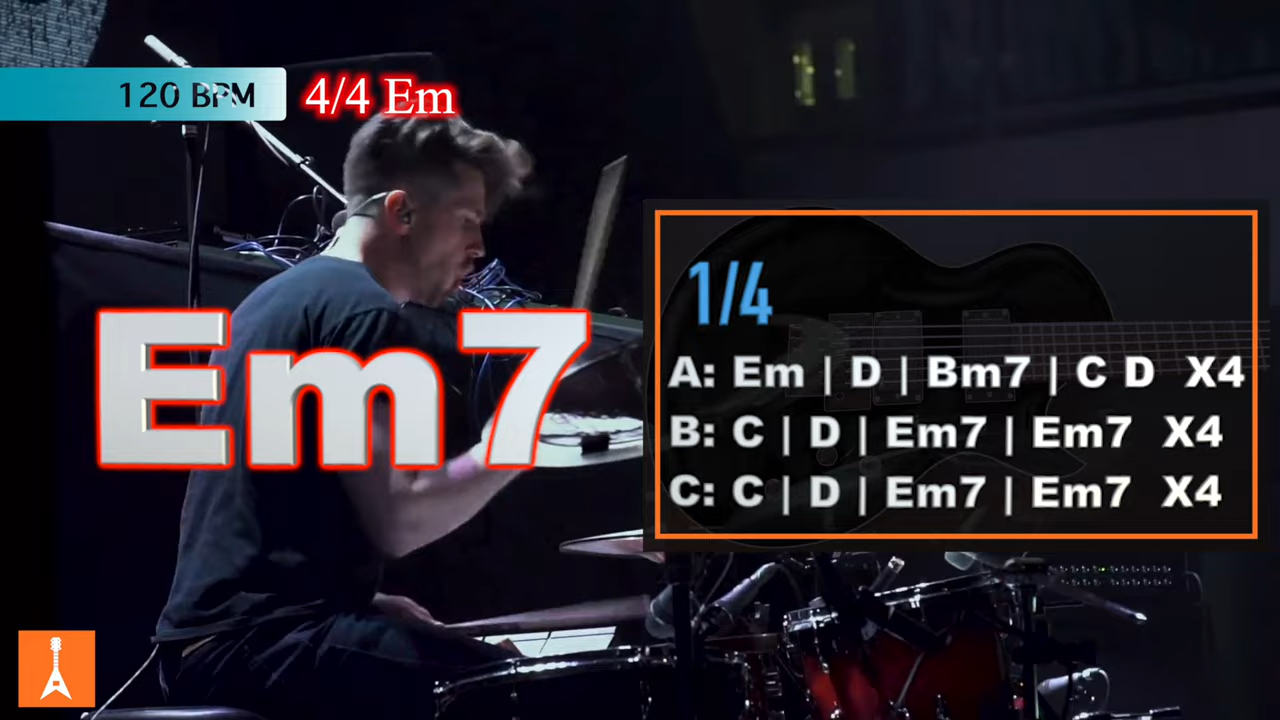 120 BPM 4/4 Em
Em7
1/4
A: Em | D | Bm7 | C D X4
B: C | D | Em7 | Em7 X4
C: C | D | Em7 | Em7 X4